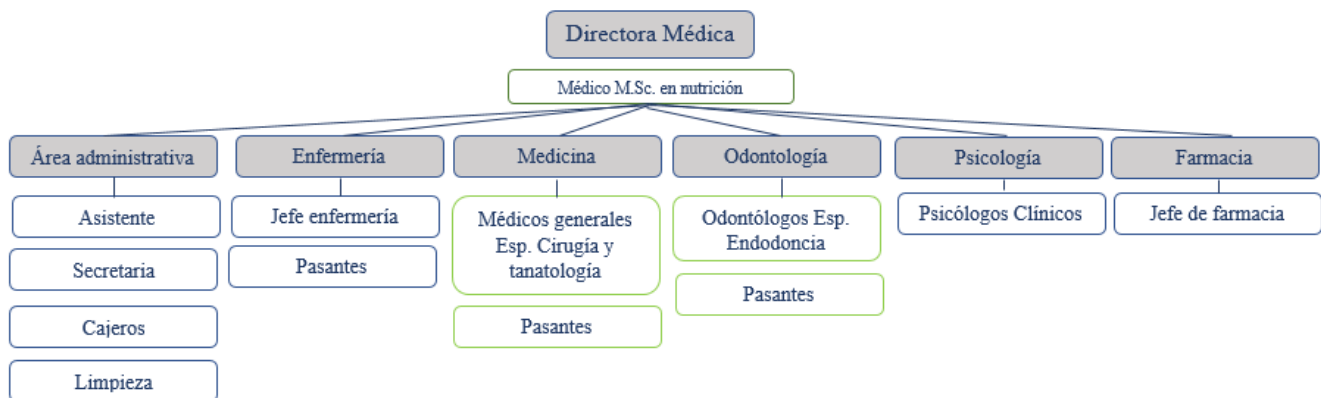 Directora Médica
Médico M.Sc. en nutrición
Área administrativa
Asistente
Secretaria
Cajeros
Limpieza
Enfermería
Jefe enfermería
Pasantes
Medicina
Médicos generales
Esp. Cirugía y
tanatología
Pasantes
Odontología
Odontólogos Esp.
Endodoncia
Pasantes
Psicología
Psicólogos Clínicos
Farmacia
Jefe de farmacia